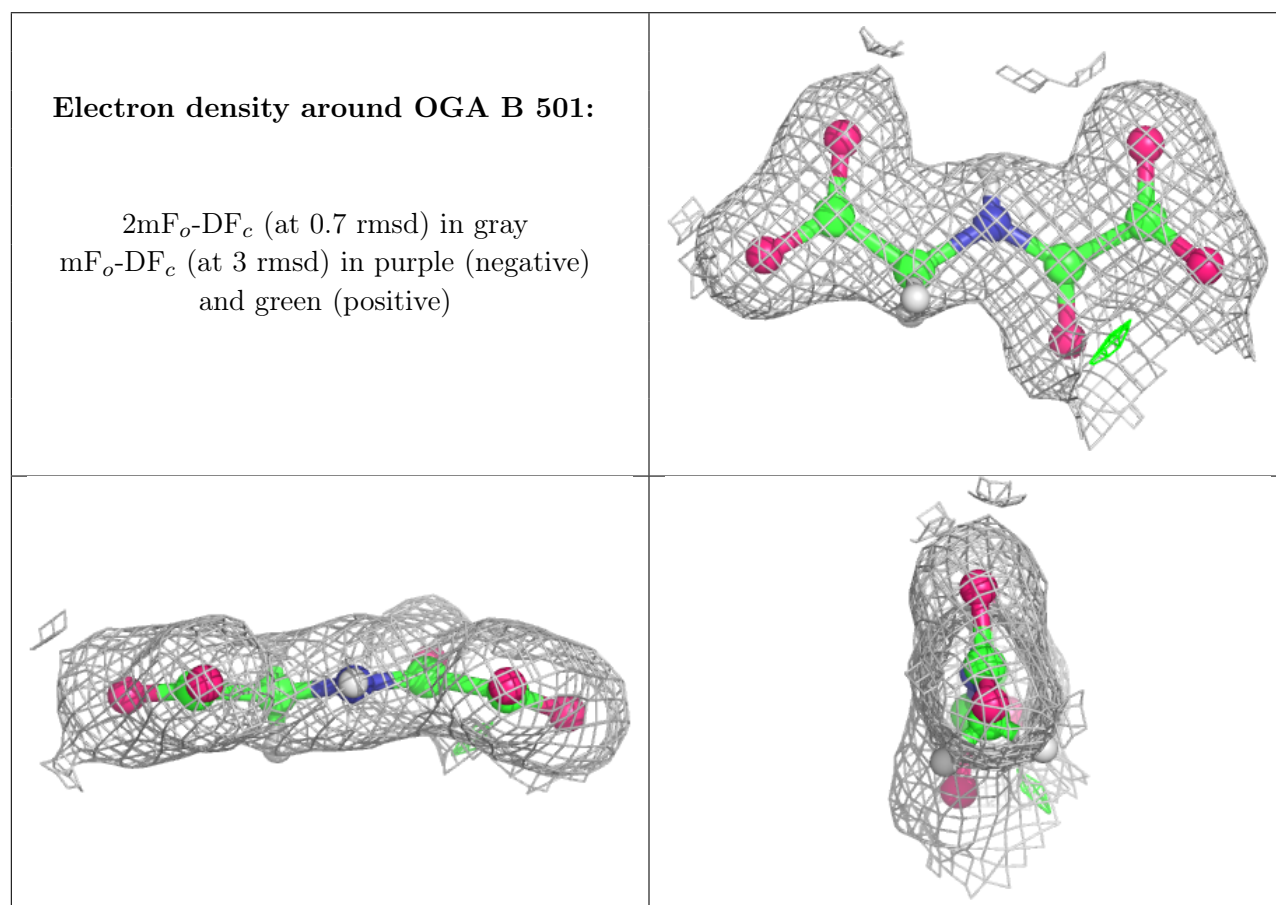 Electron density around OGA B 501:
2mFo-DFc (at 0.7 rmsd) in gray
mFo-DFc (at 3 rmsd) in purple (negative)
and green (positive)